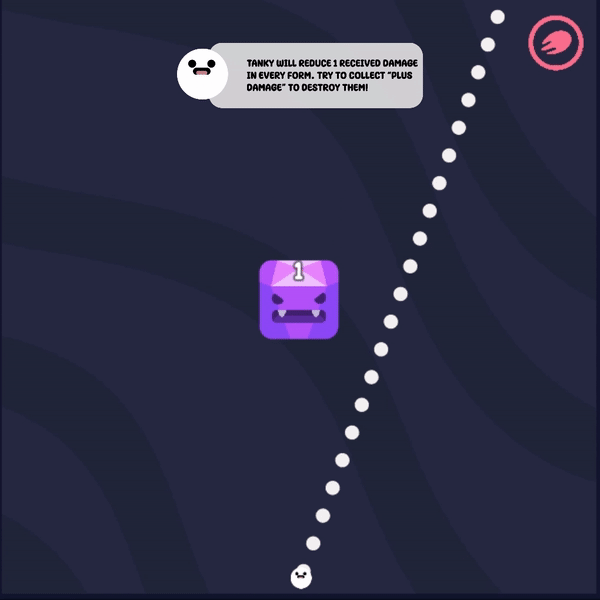 TANKY WILL REDUCE 1 RECEIVED DAMAGE
IN EVERY FORM. TRY TO COLLECT "PLUS
DAMAGE" TO DESTROY THEM!
1